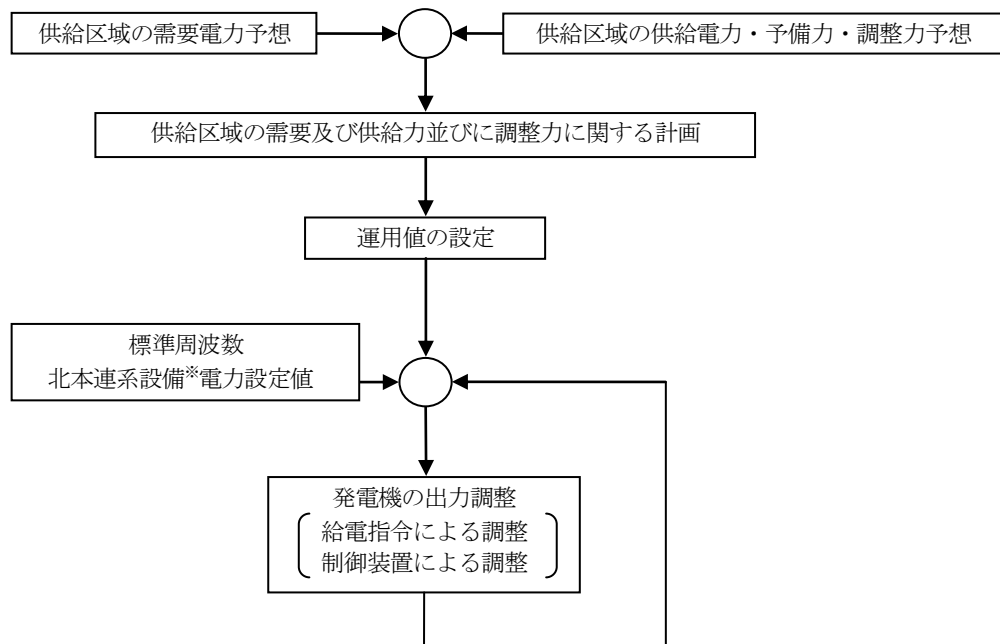 供給区域の需要電力予想
供給区域の供給電力・予備力・調整力予想
供給区域の需要及び供給力並びに調整力に関する計画
運用値の設定
標準周波数
北本連系設備※電力設定値
発電機の出力調整
給電指令による調整
制御装置による調整